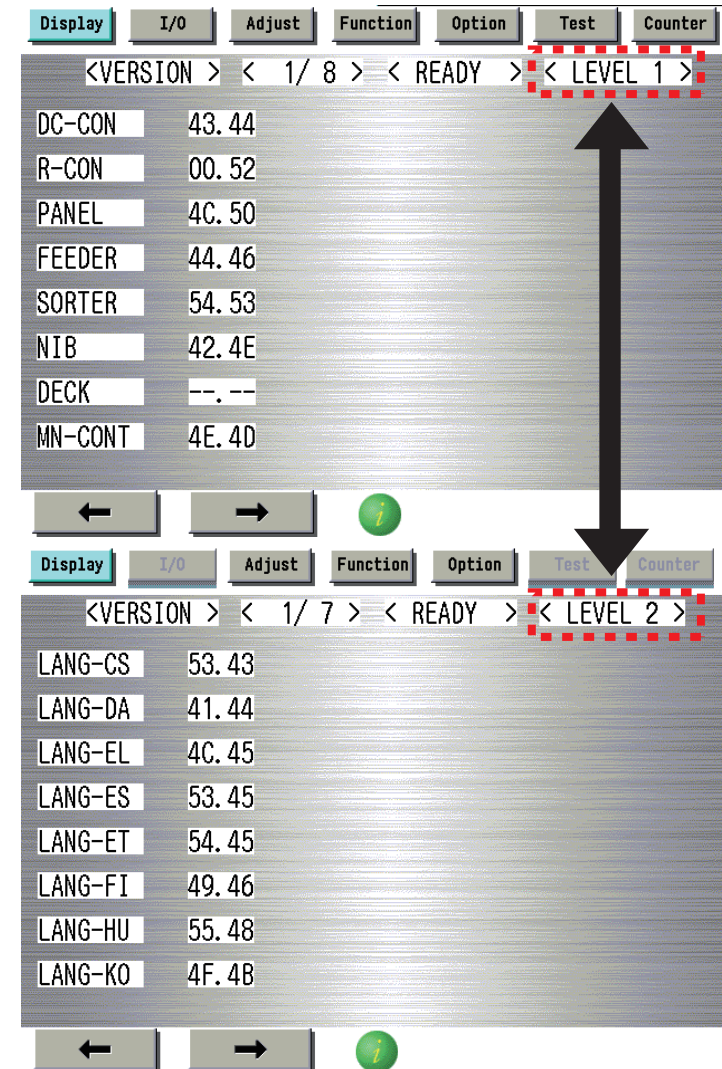 Display I/O Adjust Function Option Test Counter
<VERSION > < 1/ 8 > < READY > < LEVEL 1 >
DC-CON 43.44
R-CON 00.52
PANEL 4C.50
FEEDER 44.46
SORTER 54.53
NIB 42.4E
DECK --.--
MN-CONT 4E.4D
← →
i
Display I/O Adjust Function Option Test Counter
<VERSION > < 1/ 7 > < READY > < LEVEL 2 >
LANG-CS 53.43
LANG-DA 41.44
LANG-EL 4C.45
LANG-ES 53.45
LANG-ET 54.45
LANG-FI 49.46
LANG-HU 55.48
LANG-KO 4F.4B
← →
i